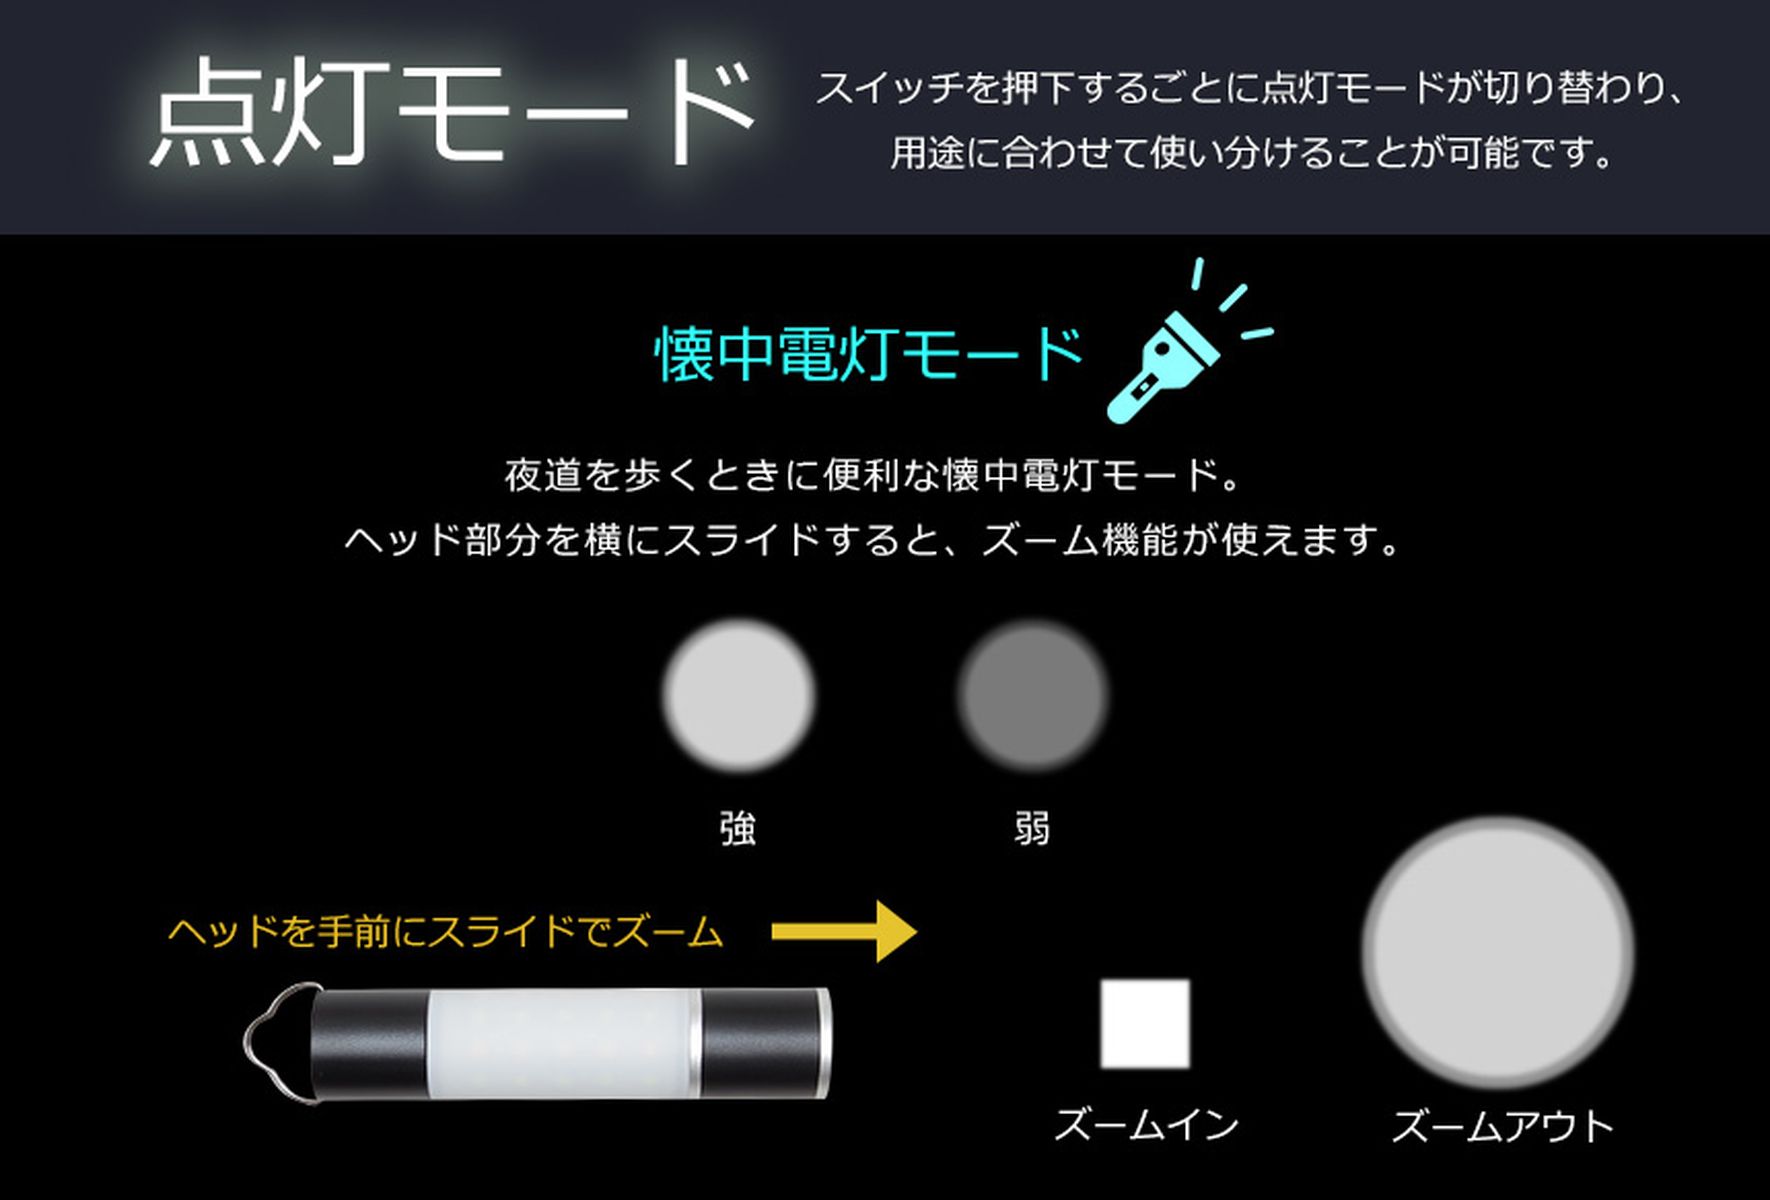 点灯モード
スイッチを押下するごとに点灯モードが切り替わり、
用途に合わせて使い分けることが可能です。
懐中電灯モード
夜道を歩くときに便利な懐中電灯モード。
ヘッド部分を横にスライドすると、ズーム機能が使えます。
強
弱
ヘッドを手前にスライドでズーム
ズームイン
ズームアウト